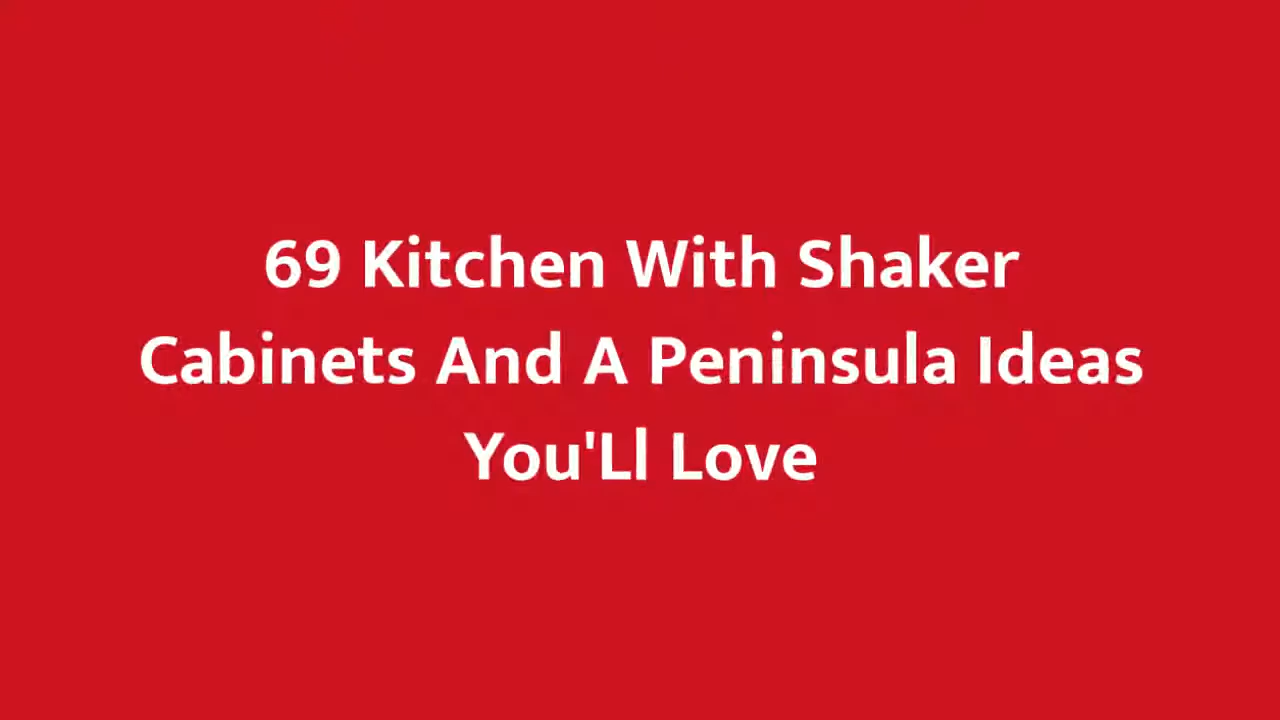 69 Kitchen With Shaker
Cabinets And A Peninsula Ideas
You'Ll Love